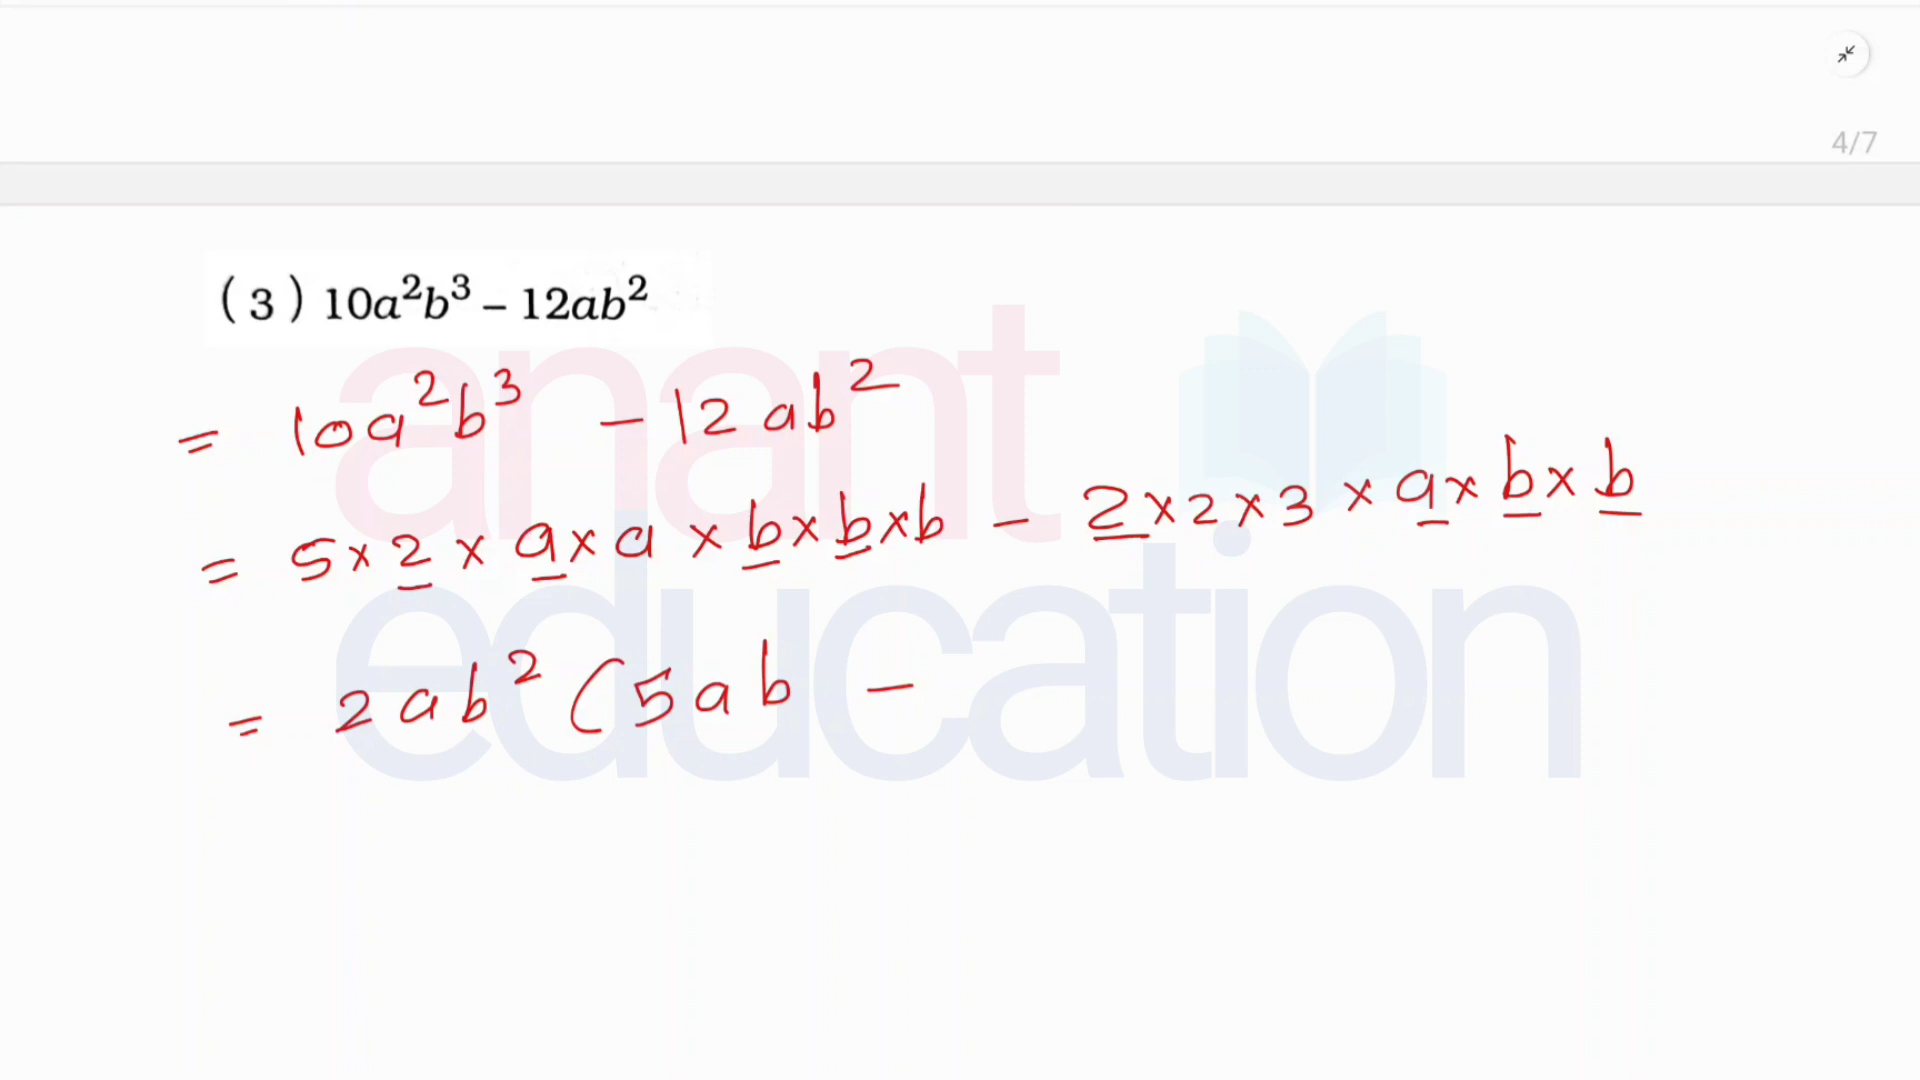 4/7
(3) 10a²b³ – 12ab²
anant
= 10a²b³ - 12ab²
= 5 × 2 × a × a × b × b × b - 2 × 2 × 3 × a × b × b
education
= 2ab² (5ab -